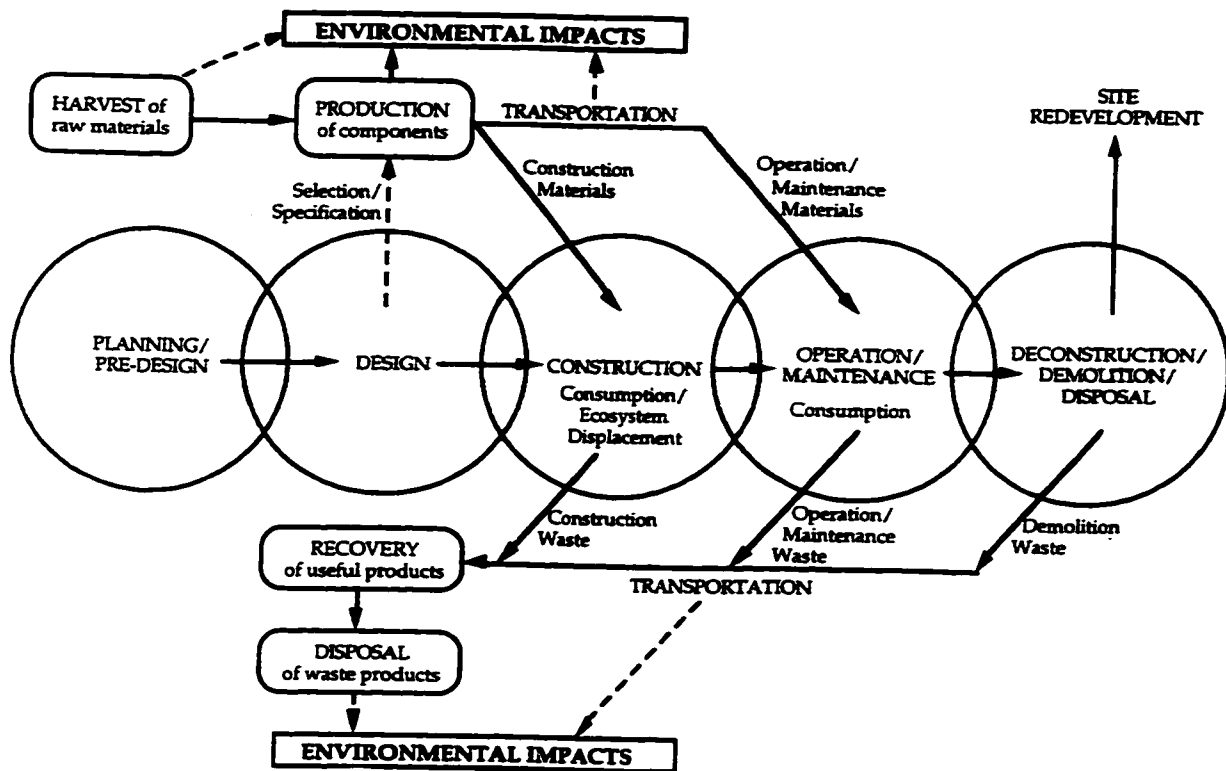 ENVIRONMENTAL IMPACTS
HARVEST of
raw materials
PRODUCTION
of components
TRANSPORTATION
SITE
REDEVELOPMENT
Selection/
Specification
Construction
Materials
Operation/
Maintenance
Materials
PLANNING/
PRE-DESIGN
DESIGN
CONSTRUCTION
Consumption/
Ecosystem
Displacement
OPERATION/
MAINTENANCE
Consumption
DECONSTRUCTION/
DEMOLITION/
DISPOSAL
Construction
Waste
Operation/
Maintenance
Waste
Demolition
Waste
RECOVERY
of useful products
TRANSPORTATION
DISPOSAL
of waste products
ENVIRONMENTAL IMPACTS